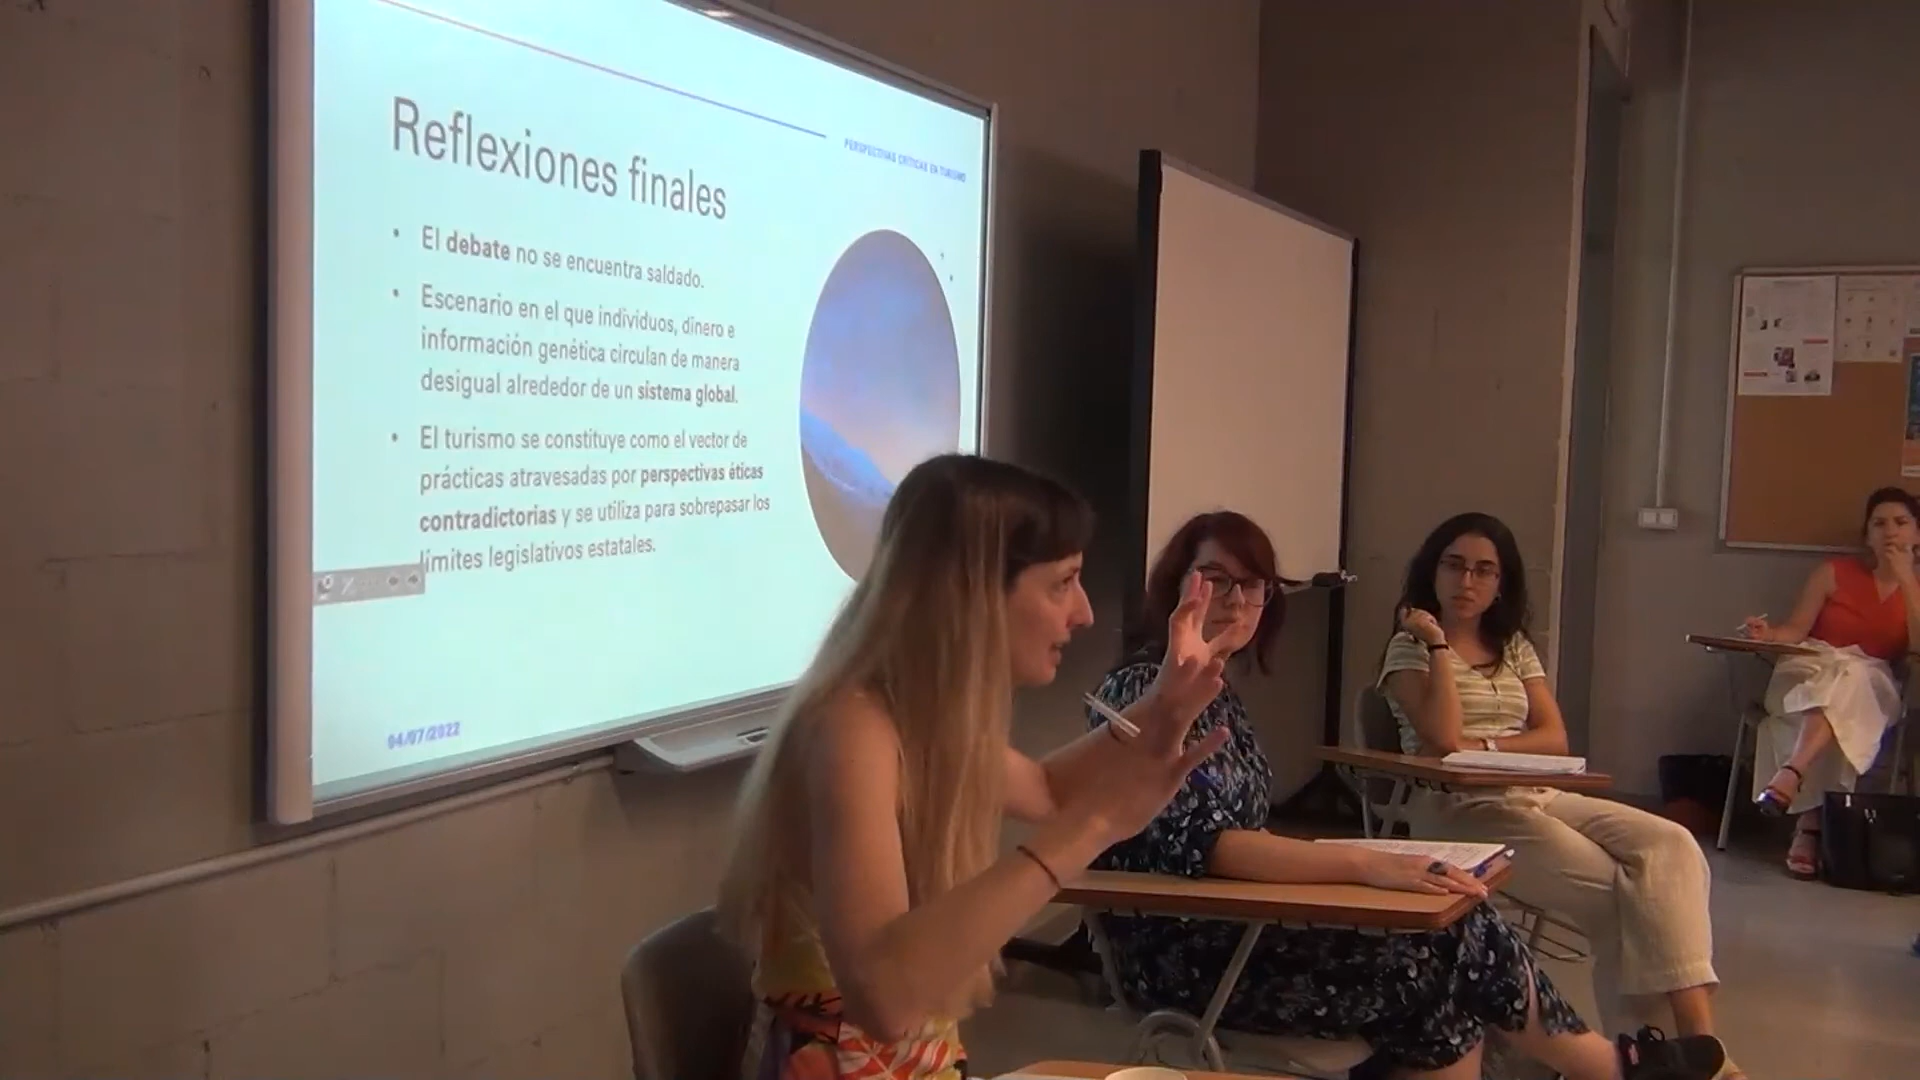 PERSPECTIVAS CRÍTICAS EN TURISMO
Reflexiones finales
• El debate no se encuentra saldado.
• Escenario en el que individuos, dinero e
información genética circulan de manera
desigual alrededor de un sistema global.
• El turismo se constituye como el vector de
prácticas atravesadas por perspectivas éticas
contradictorias y se utiliza para sobrepasar los
límites legislativos estatales.
04/07/2022